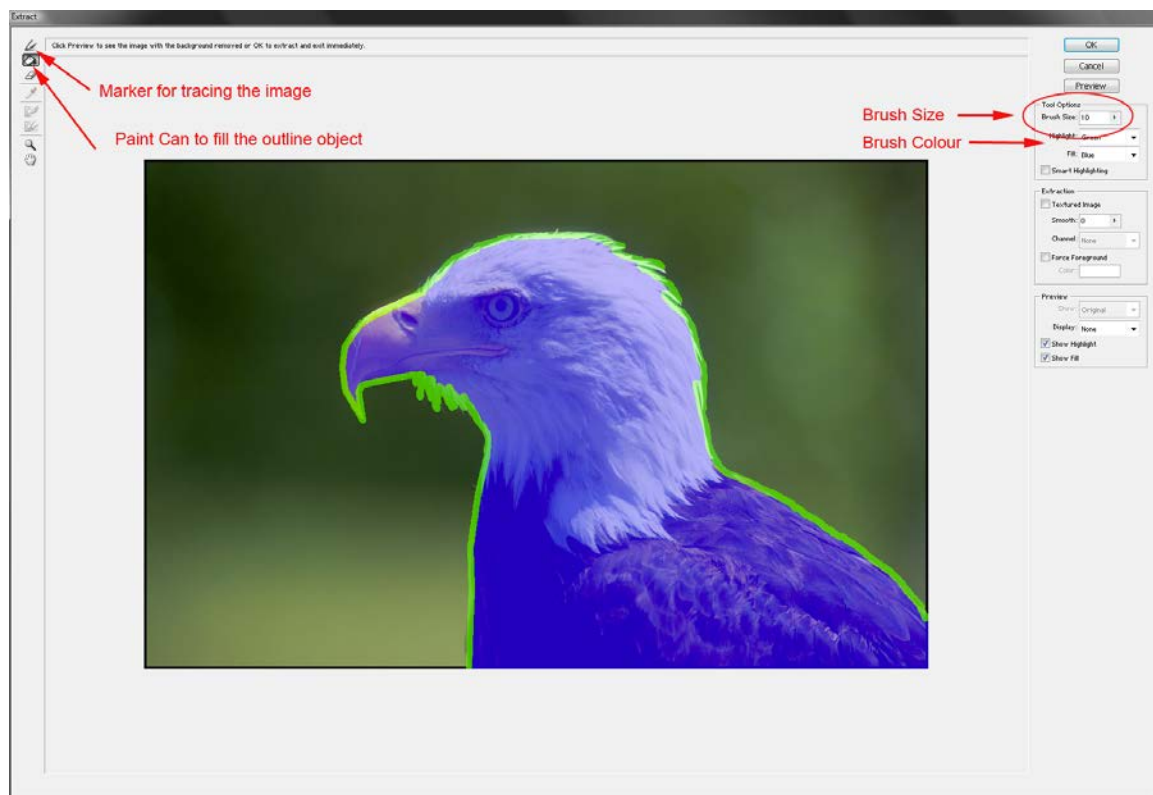 Extract
Click Preview to see the image with the background removed or OK to extract and exit immediately.
Marker for tracing the image
Paint Can to fill the outline object
OK
Cancel
Preview
Tool Options
Brush Size
Brush Size: 10
Brush Colour
Highlight: Green
Fill: Blue
Smart Highlighting
Extraction
Textured Image
Smooth: 0
Channel: None
Force Foreground
Color:
Preview
Show: Original
Display: None
Show Highlight
Show Fill